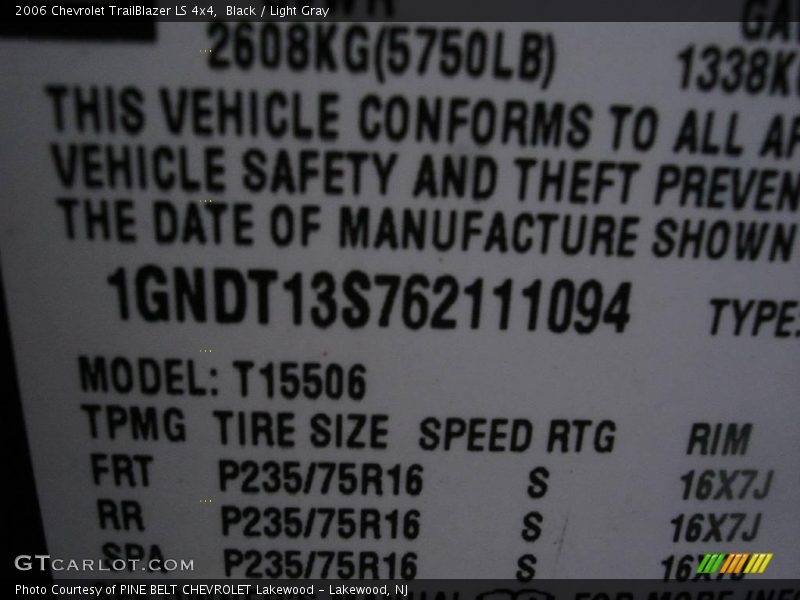 2006 Chevrolet TrailBlazer LS 4x4,  Black / Light Gray
2608KG(5750LB)
THIS VEHICLE CONFORMS TO ALL
VEHICLE SAFETY AND THEFT PREVEN
THE DATE OF MANUFACTURE SHOWN
1GNDT13S762111094 TYPE:
MODEL: T15506
TPMG TIRE SIZE SPEED RTG RIM
FRT P235/75R16 S 16X7J
RR P235/75R16 S 16X7J
SPA P235/75R16 S 16X7J
GTCARLOT.COM
Photo Courtesy of PINE BELT CHEVROLET Lakewood - Lakewood, NJ